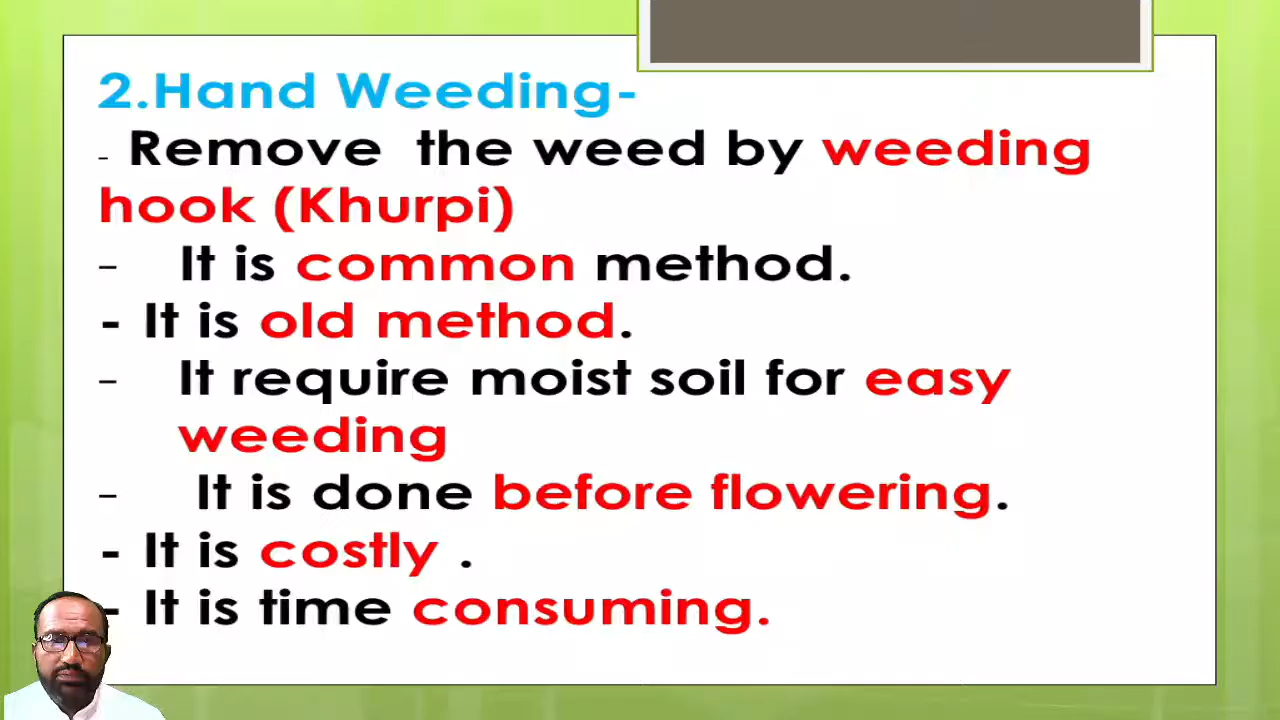 2.Hand Weeding-
- Remove the weed by weeding
hook (Khurpi)
- It is common method.
- It is old method.
- It require moist soil for easy
weeding
- It is done before flowering.
- It is costly .
- It is time consuming.